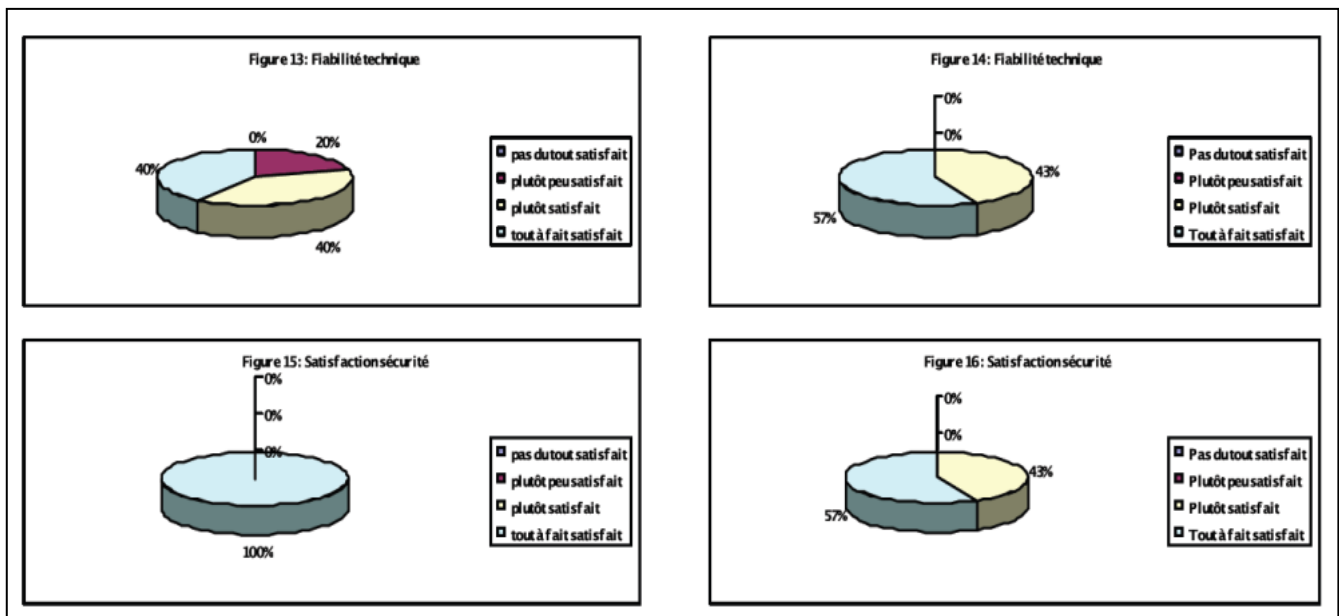 Figure 13: Fiabilité technique
0%
20%
40%
40%
pas du tout satisfait
plutôt peu satisfait
plutôt satisfait
tout à fait satisfait
Figure 14: Fiabilité technique
0%
0%
43%
57%
Pas du tout satisfait
Plutôt peu satisfait
Plutôt satisfait
Tout à fait satisfait
Figure 15: Satisfaction sécurité
0%
0%
0%
100%
pas du tout satisfait
plutôt peu satisfait
plutôt satisfait
tout à fait satisfait
Figure 16: Satisfaction sécurité
0%
0%
43%
57%
Pas du tout satisfait
Plutôt peu satisfait
Plutôt satisfait
Tout à fait satisfait